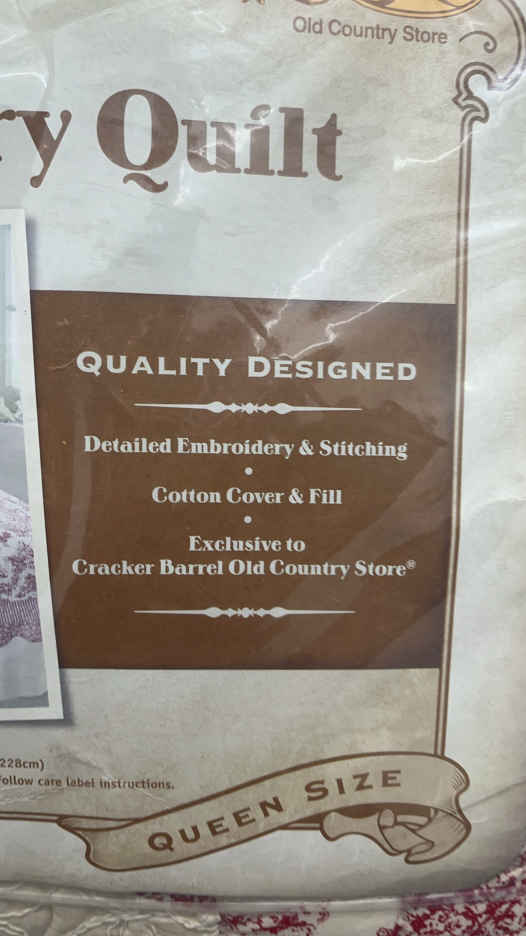 Old Country Store
Quilt
QUALITY DESIGNED
Detailed Embroidery & Stitching
•
Cotton Cover & Fill
•
Exclusive to
Cracker Barrel Old Country Store®
228cm)
follow care label instructions.
QUEEN SIZE